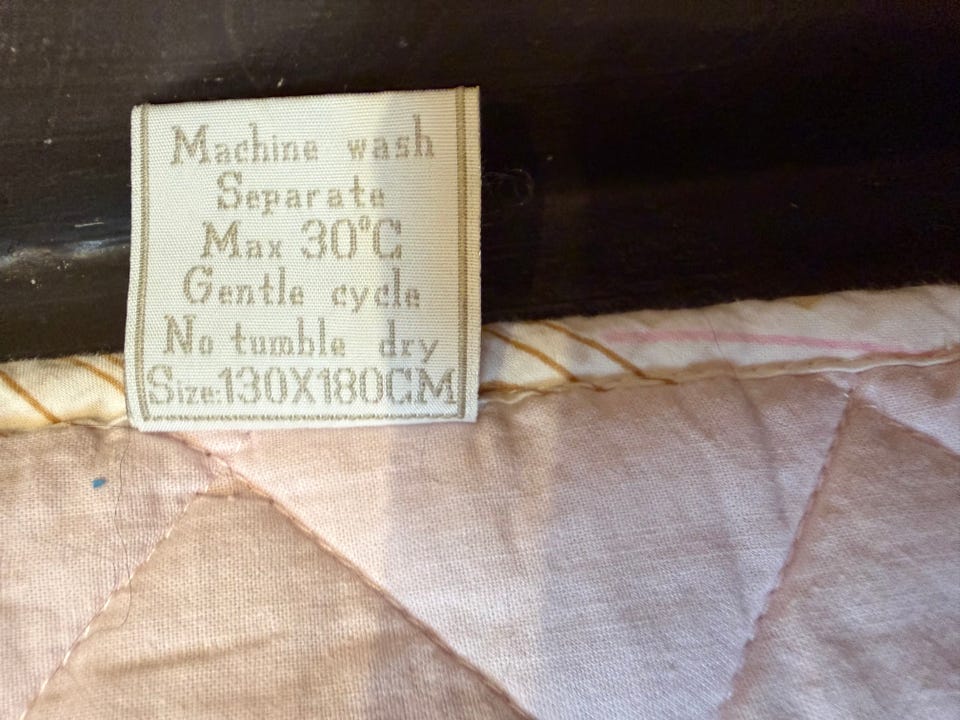 Machine wash
Separate
Max 30°C
Gentle cycle
No tumble dry
Size:130X180CM